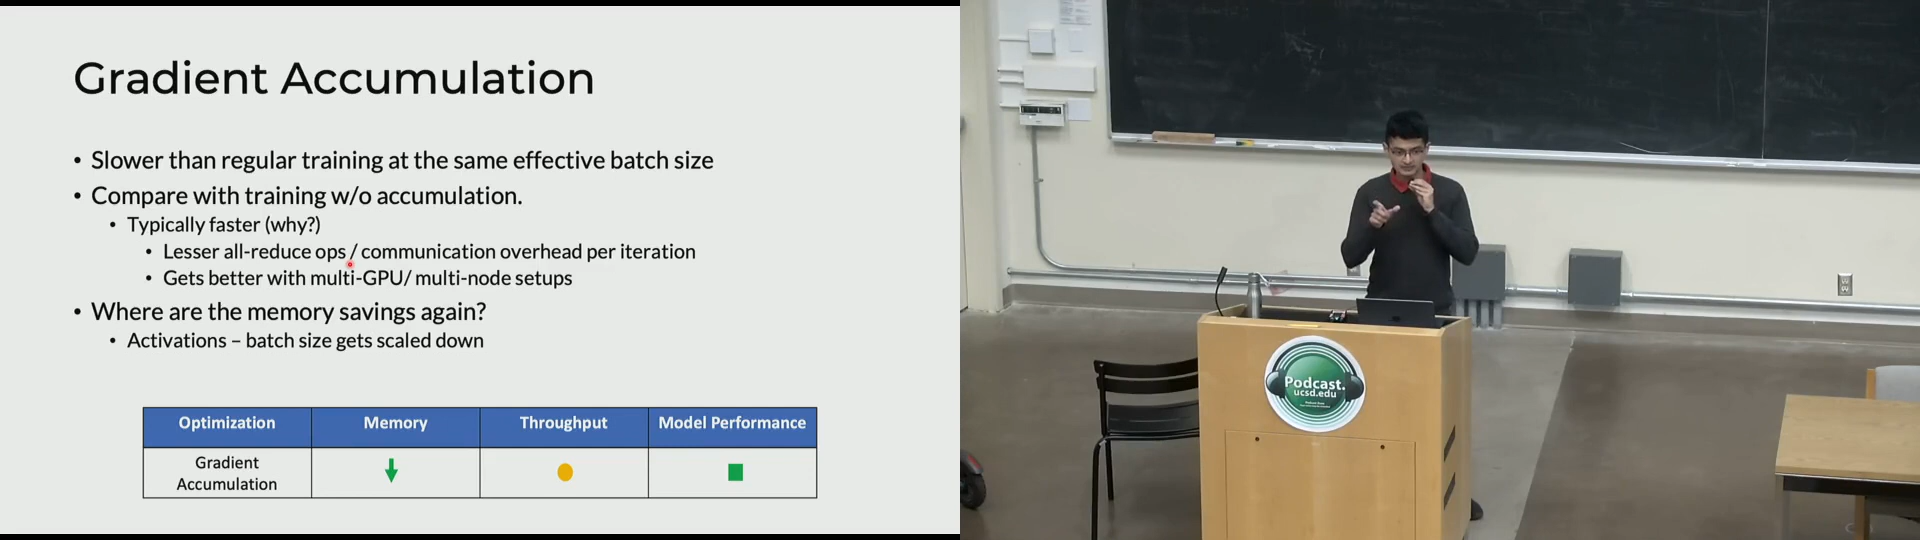 Gradient Accumulation
• Slower than regular training at the same effective batch size
• Compare with training w/o accumulation.
• Typically faster (why?)
• Lesser all-reduce ops / communication overhead per iteration
• Gets better with multi-GPU/ multi-node setups
• Where are the memory savings again?
• Activations – batch size gets scaled down
Optimization Memory Throughput Model Performance
Gradient
Accumulation
Podcast.
ucsd.edu